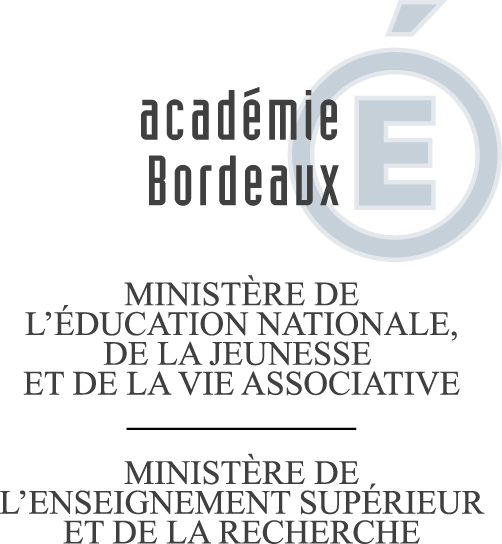 académie
Bordeaux
É
MINISTÈRE DE
L’ÉDUCATION NATIONALE,
DE LA JEUNESSE
ET DE LA VIE ASSOCIATIVE
MINISTÈRE DE
L’ENSEIGNEMENT SUPÉRIEUR
ET DE LA RECHERCHE